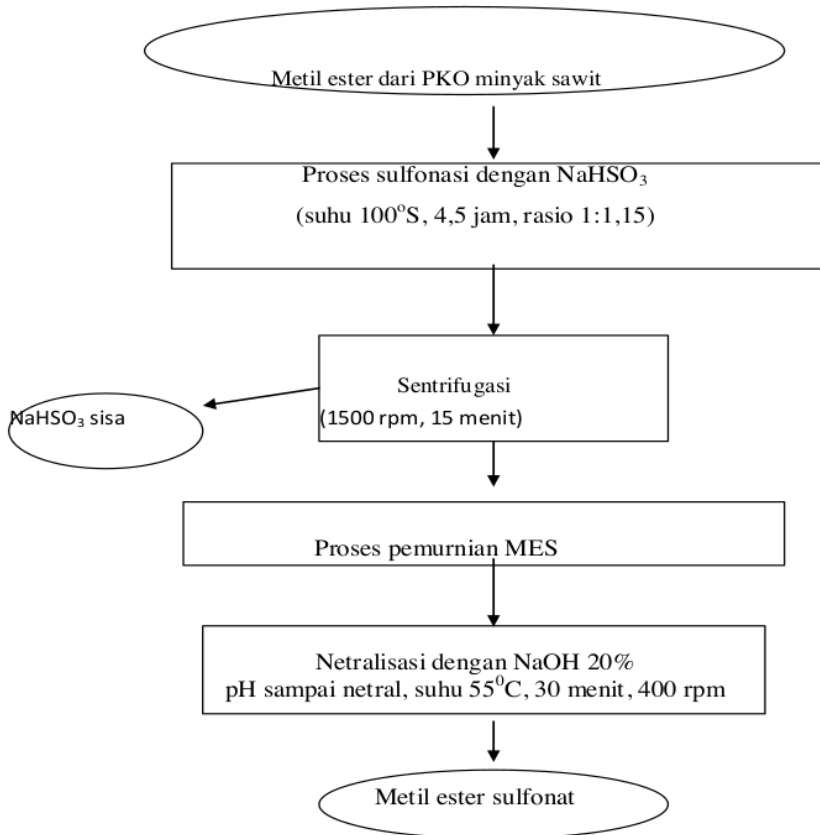 Metil ester dari PKO minyak sawit
Proses sulfonasi dengan NaHSO₃
(suhu 100°S, 4,5 jam, rasio 1:1,15)
Sentrifugasi
(1500 rpm, 15 menit)
NaHSO₃ sisa
Proses pemurnian MES
Netralisasi dengan NaOH 20%
pH sampai netral, suhu 55⁰C, 30 menit, 400 rpm
Metil ester sulfonat